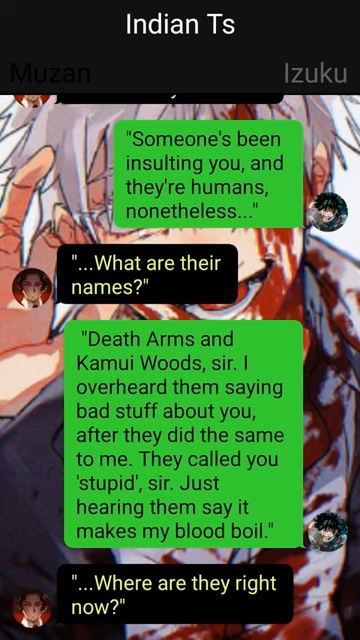 Indian Ts
Muzan
Izuku
"Someone's been
insulting you, and
they're humans,
nonetheless..."
"...What are their
names?"
"Death Arms and
Kamui Woods, sir. I
overheard them saying
bad stuff about you,
after they did the same
to me. They called you
'stupid', sir. Just
hearing them say it
makes my blood boil."
"...Where are they right
now?"